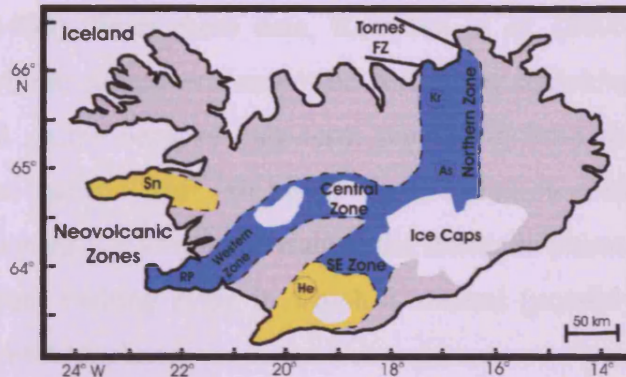 Iceland
Tornes
FZ
66°
N
Kr
Northern Zone
65°
As
Sn
Central
Zone
Neovolcanic
Zones
Western
Zone
Ice Caps
64°
RP
SE Zone
He
50 km
24° W
22°
20°
18°
16°
14°